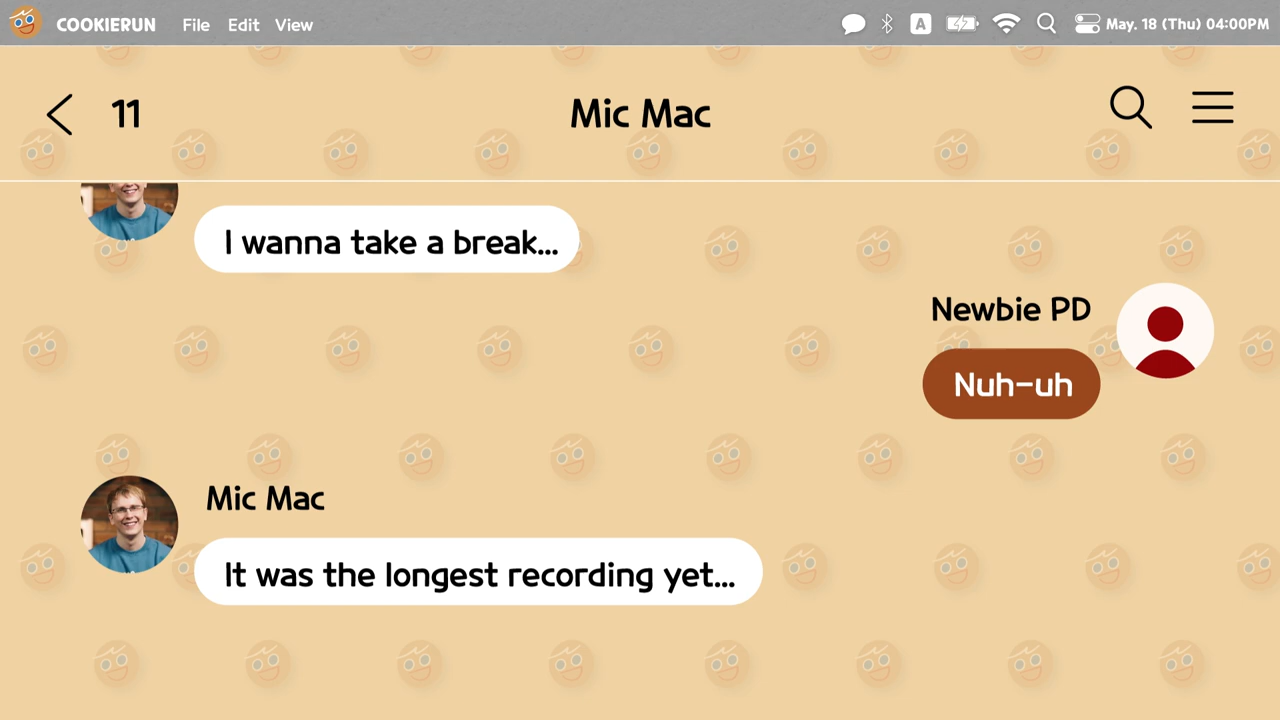 COOKIERUN File Edit View A May. 18 (Thu) 04:00PM
11 Mic Mac
I wanna take a break...
Newbie PD
Nuh-uh
Mic Mac
It was the longest recording yet...